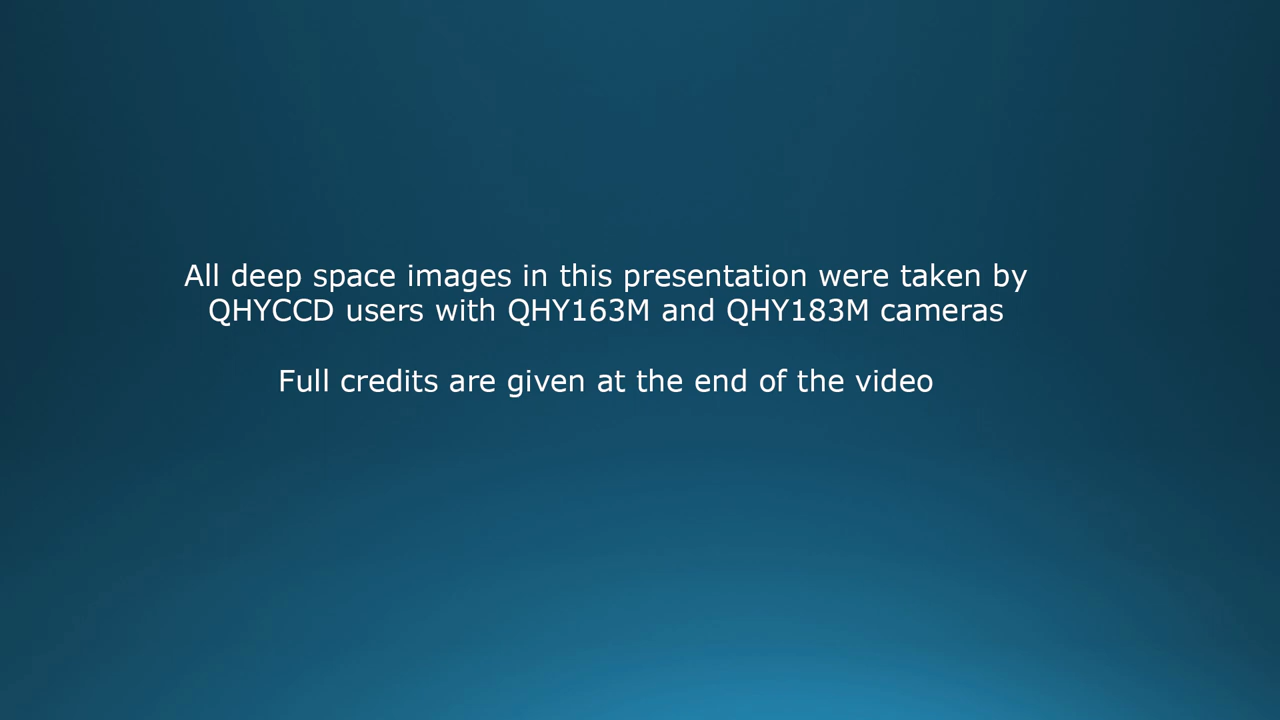 All deep space images in this presentation were taken by
QHYCCD users with QHY163M and QHY183M cameras
Full credits are given at the end of the video